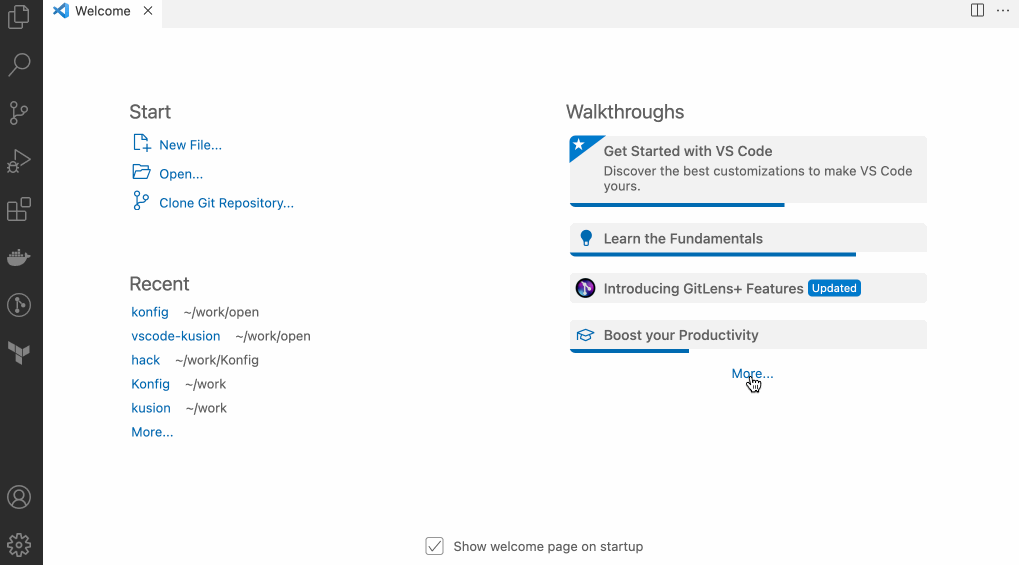 Welcome
Start
New File...
Open...
Clone Git Repository...
Recent
konfig ~/work/open
vscode-kusion ~/work/open
hack ~/work/Konfig
Konfig ~/work
kusion ~/work
More...
Walkthroughs
Get Started with VS Code
Discover the best customizations to make VS Code
yours.
Learn the Fundamentals
Introducing GitLens+ Features Updated
Boost your Productivity
More...
Show welcome page on startup